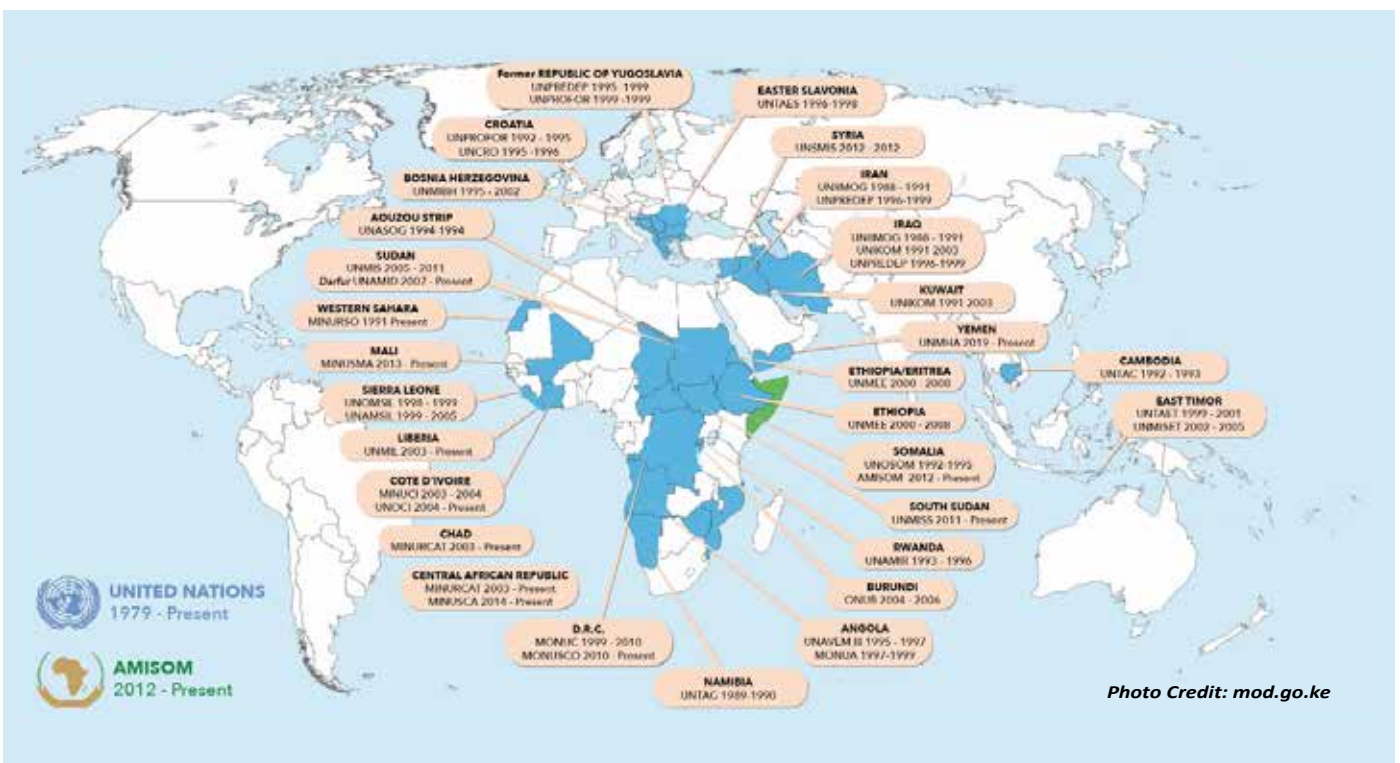 Former REPUBLIC OF YUGOSLAVIA
UNPREDEP 1995 1999
UNPROFOR 1999 -1999
EASTER SLAVONIA
UNTAES 1996-1998
CROATIA
UNPROFOR 1992 - 1995
UNCRO 1995 -1996
SYRIA
UNSMIS 2012 - 2012
BOSNIA HERZEGOVINA
UNMIBH 1995 - 2002
IRAN
UNIIMOG 1988 - 1991
UNPREDEP 1996-1999
AOUZOU STRIP
UNASOG 1994-1994
IRAQ
UNIIMOG 1988 - 1991
UNIKOM 1991 2003
UNPREDEP 1996-1999
SUDAN
UNMIS 2005 - 2011
Darfur UNAMID 2007 - Present
KUWAIT
UNIKOM 1991 2003
WESTERN SAHARA
MINURSO 1991 Present
YEMEN
UNMHA 2019 - Present
MALI
MINUSMA 2013 - Present
ETHIOPIA/ERITREA
UNMEE 2000 - 2008
CAMBODIA
UNTAC 1992 - 1993
SIERRA LEONE
UNOMSIL 1998 - 1999
UNAMSIL 1999 - 2005
ETHIOPIA
UNMEE 2000 - 2008
EAST TIMOR
UNTAET 1999 - 2001
UNMISET 2002 - 2005
LIBERIA
UNMIL 2003 - Present
SOMALIA
UNOSOM 1992-1995
AMISOM 2012 - Present
COTE D'IVOIRE
MINUCI 2003 - 2004
UNOCI 2004 - Present
SOUTH SUDAN
UNMISS 2011 - Present
CHAD
MINURCAT 2003 - Present
RWANDA
UNAMIR 1993 - 1996
CENTRAL AFRICAN REPUBLIC
MINURCAT 2003 - Present
MINUSCA 2014 - Present
BURUNDI
ONUB 2004 - 2006
D.R.C.
MONUC 1999 - 2010
MONUSCO 2010 - Present
ANGOLA
UNAVEM III 1995 - 1997
MONUA 1997-1999
NAMIBIA
UNTAG 1989-1990
UNITED NATIONS
1979 - Present
AMISOM
2012 - Present
Photo Credit: mod.go.ke